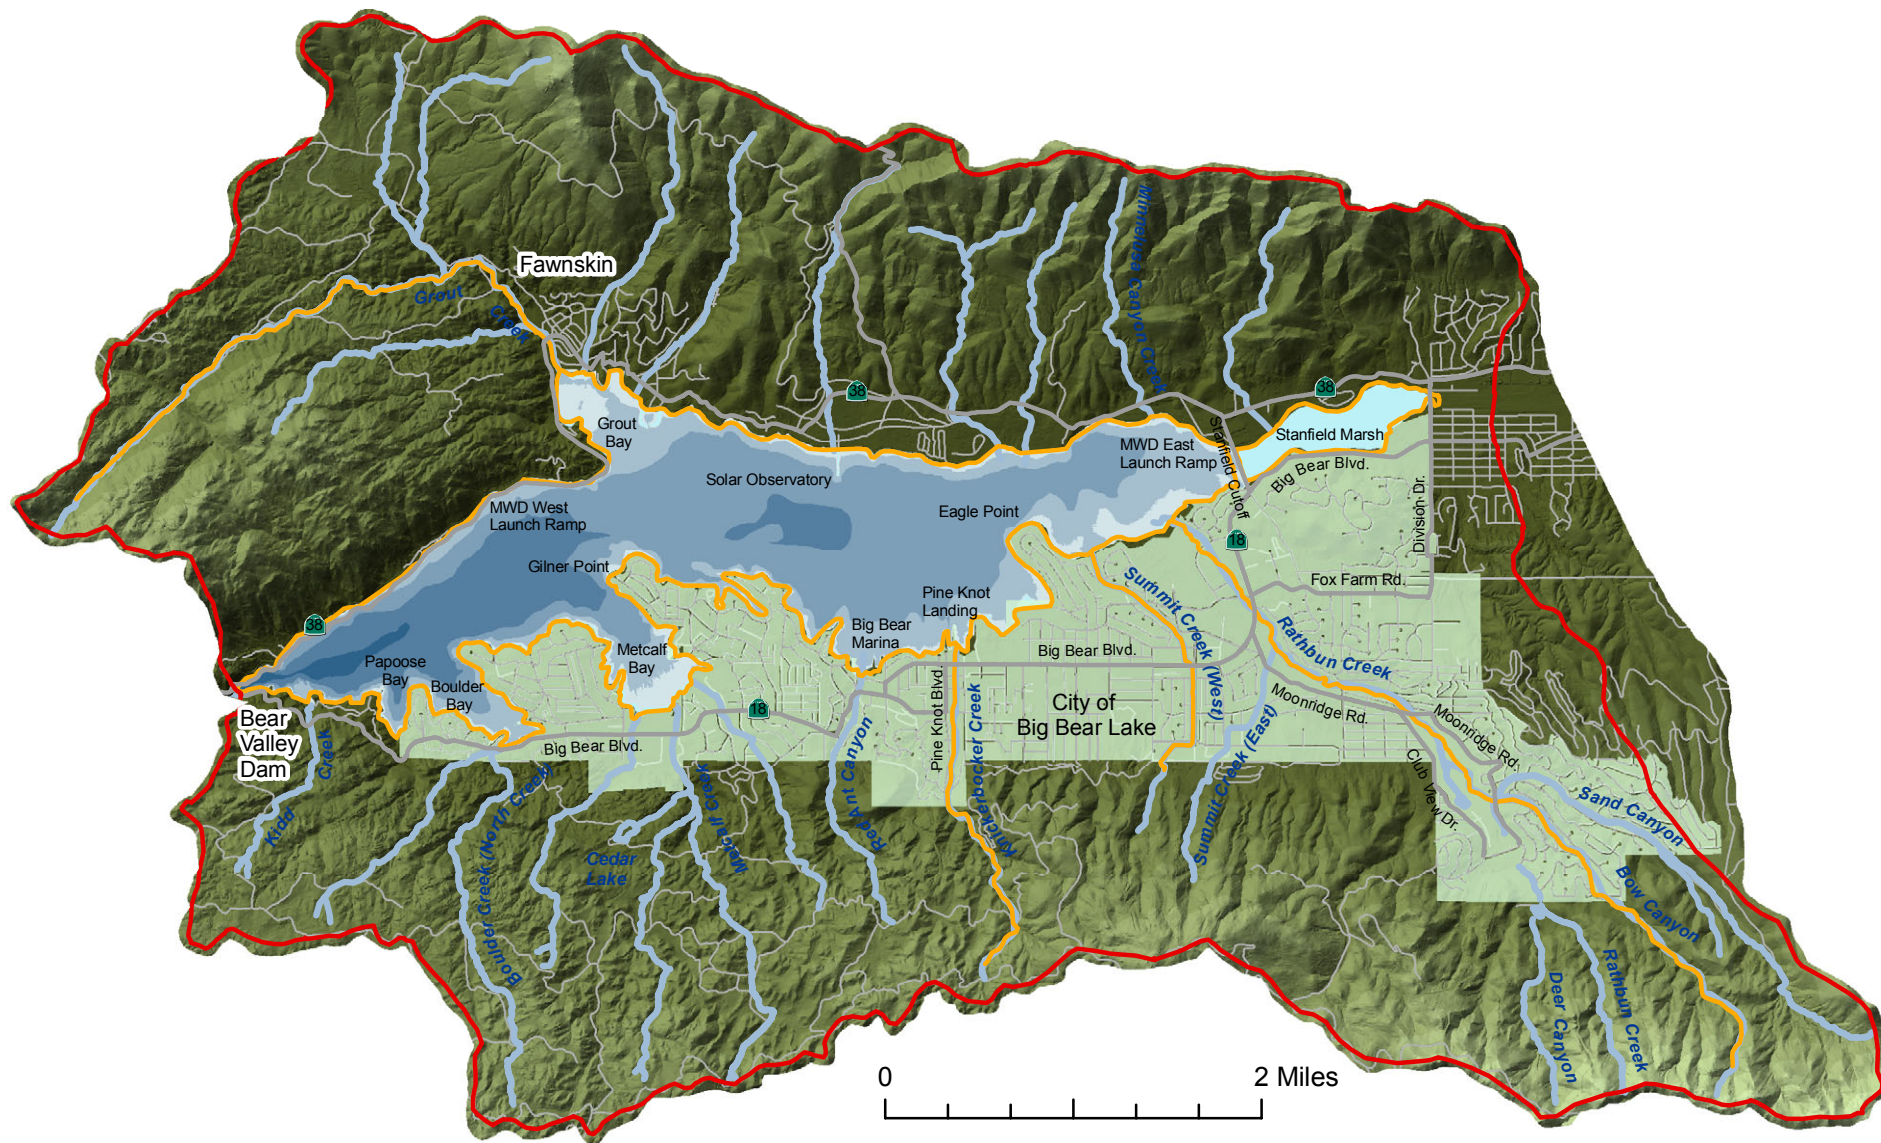 Fawnskin
Grout
Creek
Minnelusa Canyon Creek
38
38
Grout
Bay
Stanfield Cutoff
MWD East
Launch Ramp
Stanfield Marsh
Big Bear Blvd.
Solar Observatory
Division Dr.
MWD West
Launch Ramp
Eagle Point
18
Gilner Point
Fox Farm Rd.
Summit Creek (West)
Pine Knot
Landing
38
Big Bear
Marina
Rathbun Creek
Metcalf
Bay
Big Bear Blvd.
Papoose
Bay
Boulder
Bay
Pine Knot Blvd.
City of
Big Bear Lake
Moonridge Rd.
Moonridge Rd.
18
Bear
Valley
Dam
Big Bear Blvd.
Kidd
Creek
Boulder Creek (North Creek)
Cedar
Lake
Metcalf Creek
Red Ant Canyon
Knickerbocker Creek
Summit Creek (East)
Club View Dr.
Sand Canyon
Bow Canyon
Deer Canyon
Rathbun Creek
0
2 Miles